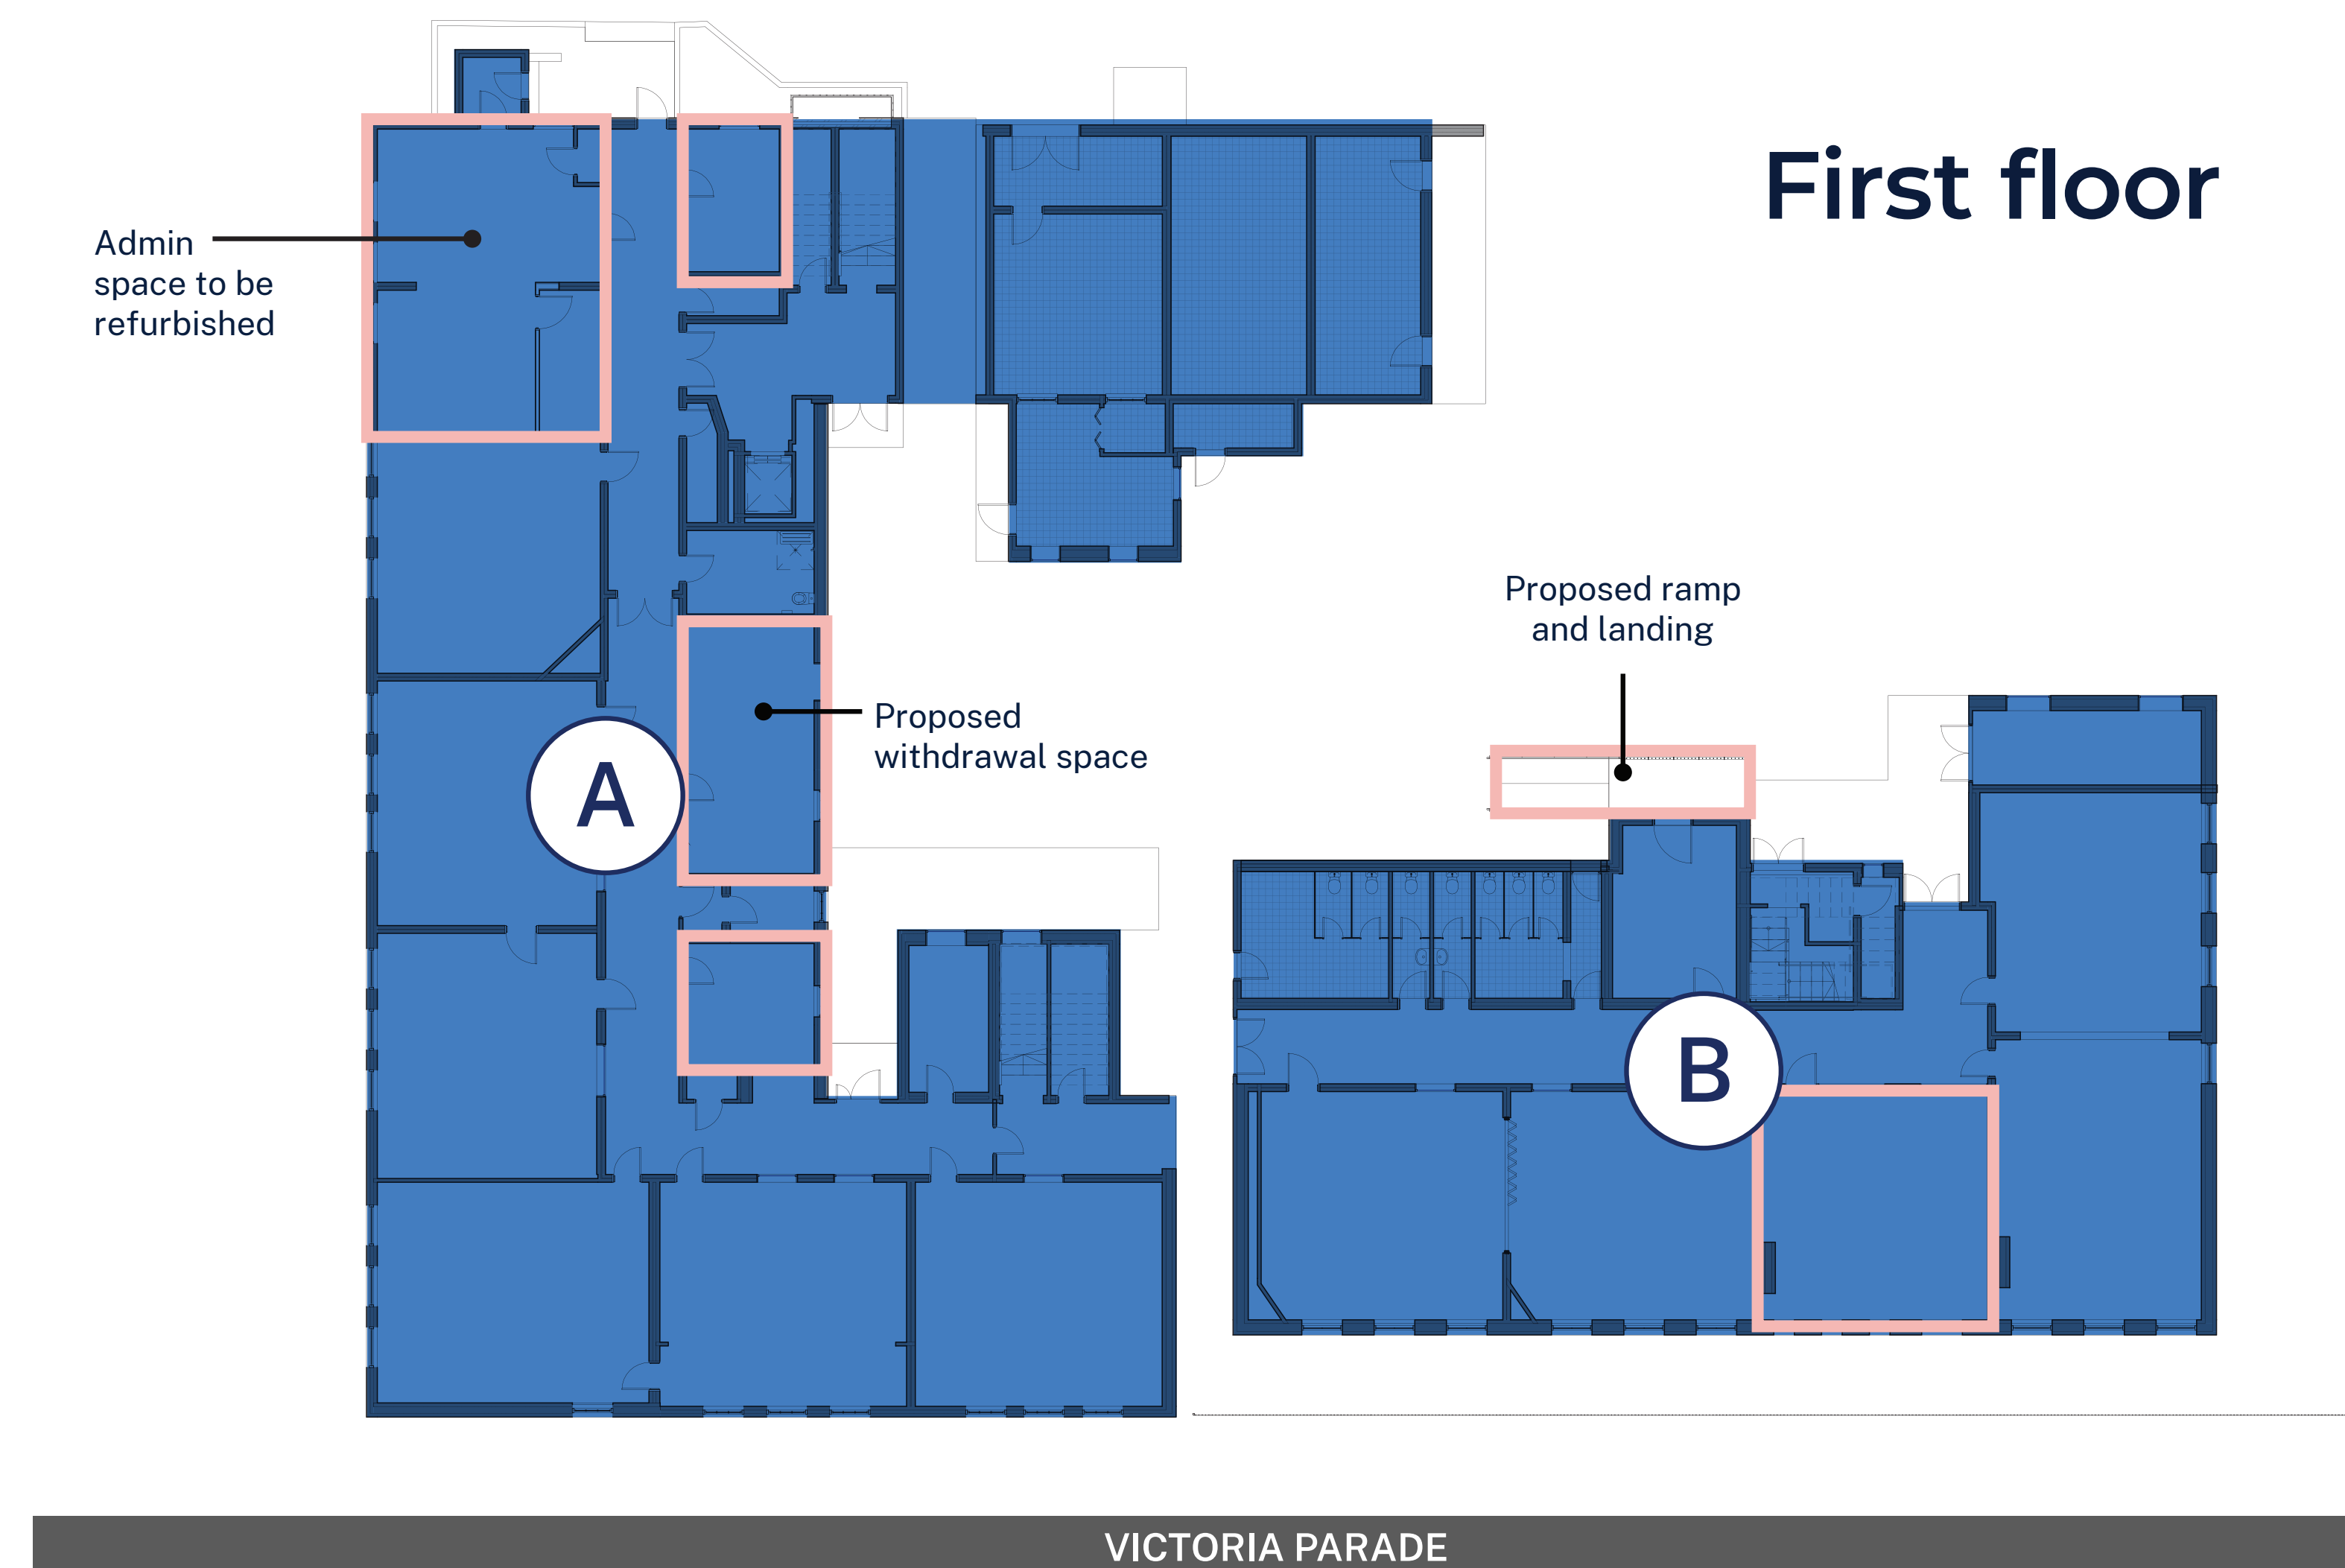 First floor
Admin
space to be
refurbished
Proposed ramp
and landing
Proposed
withdrawal space
A
B
VICTORIA PARADE